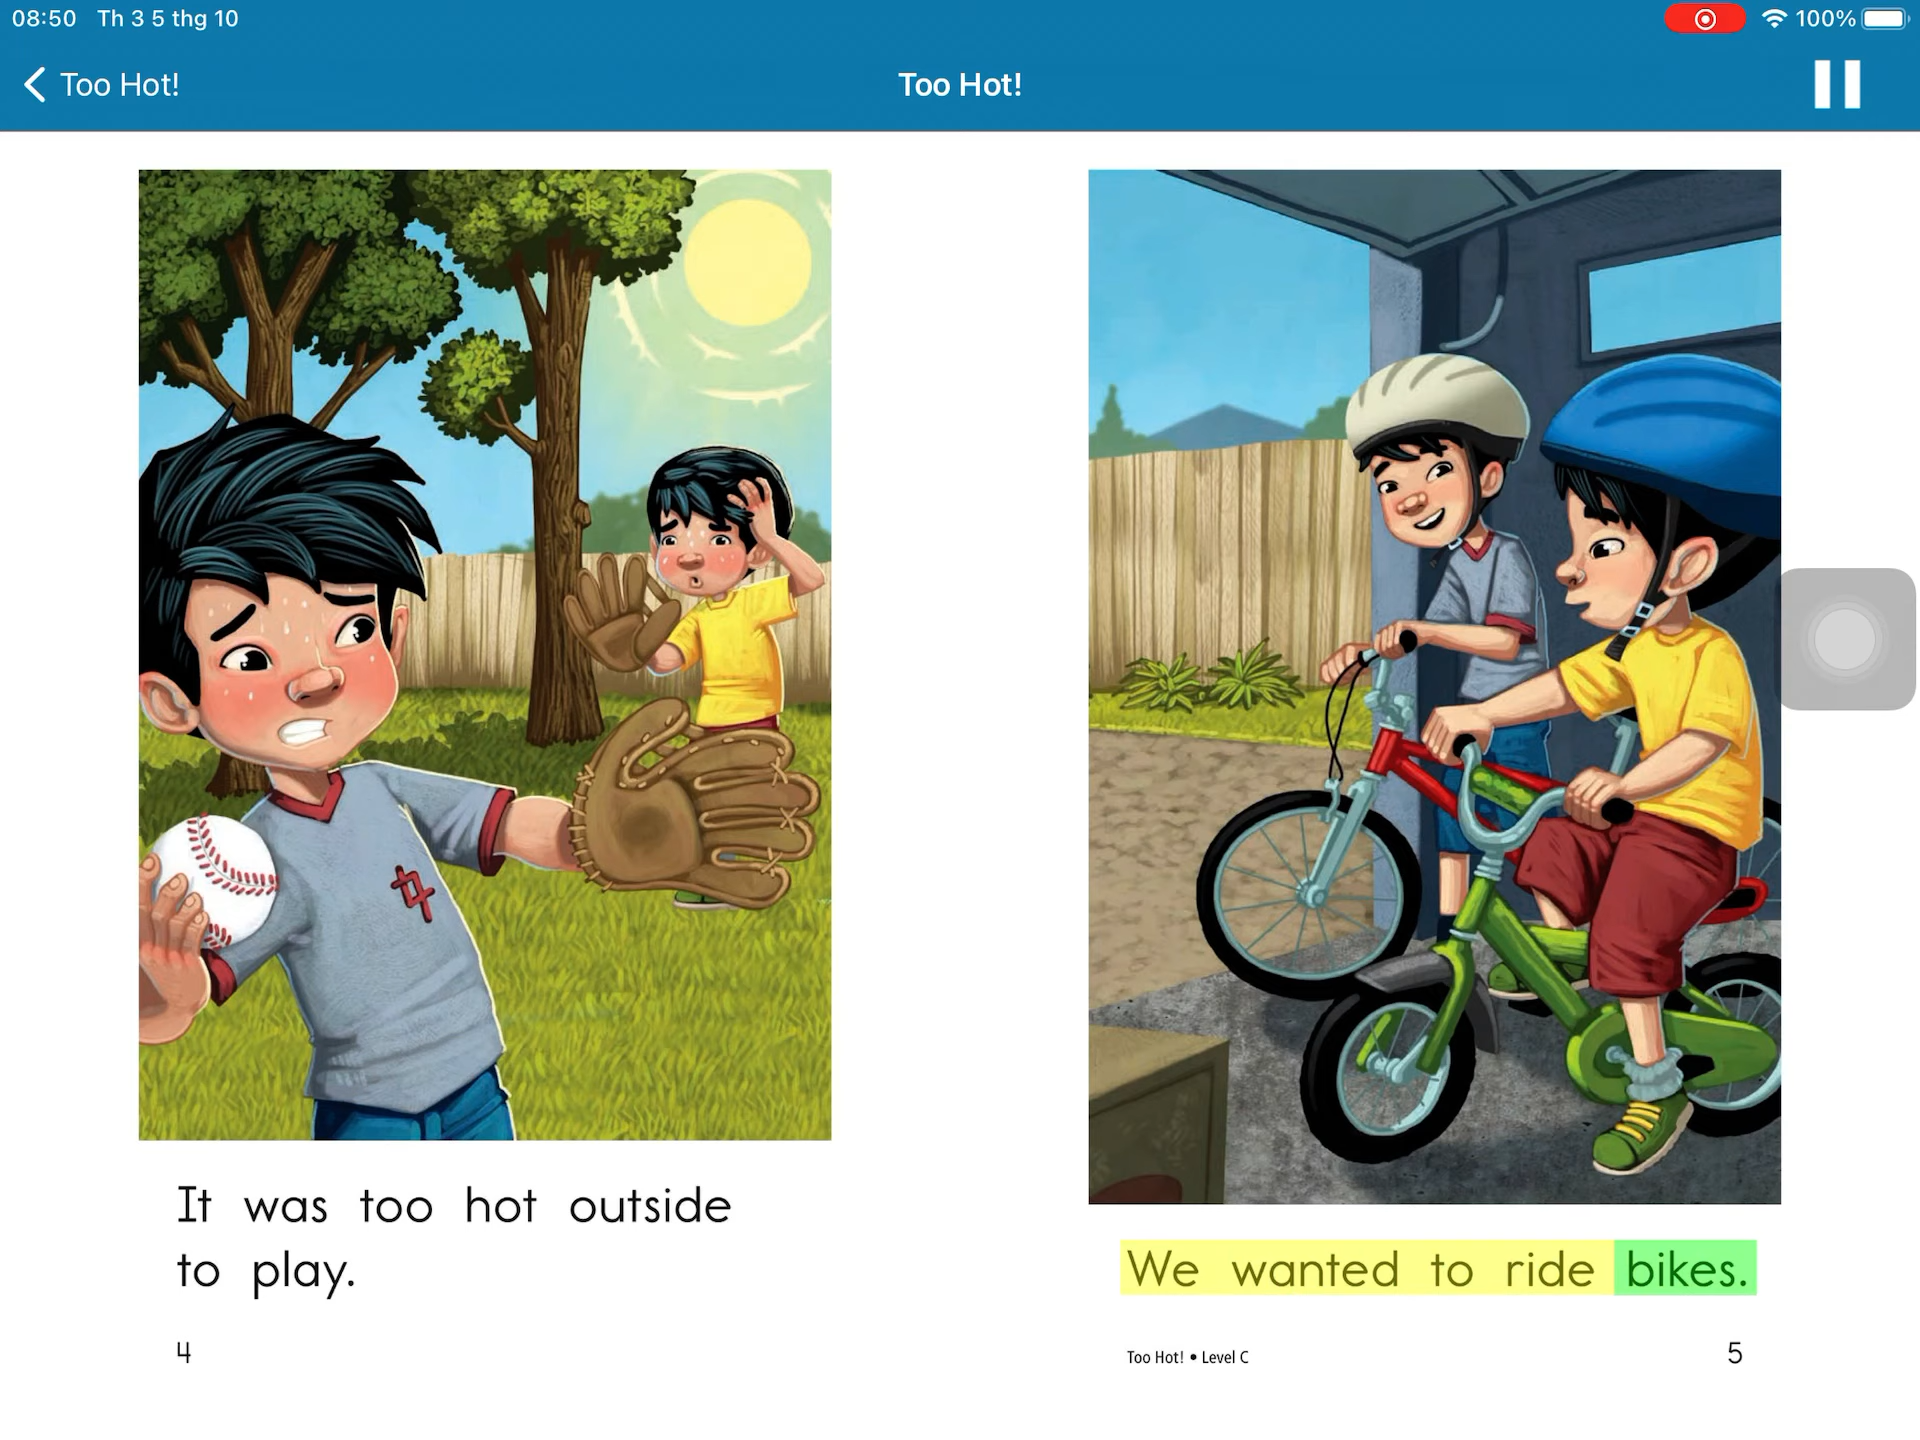 08:50 Th 3 5 thg 10
100%
Too Hot!
Too Hot!
It was too hot outside
to play.
4
We wanted to ride bikes.
Too Hot! • Level C
5